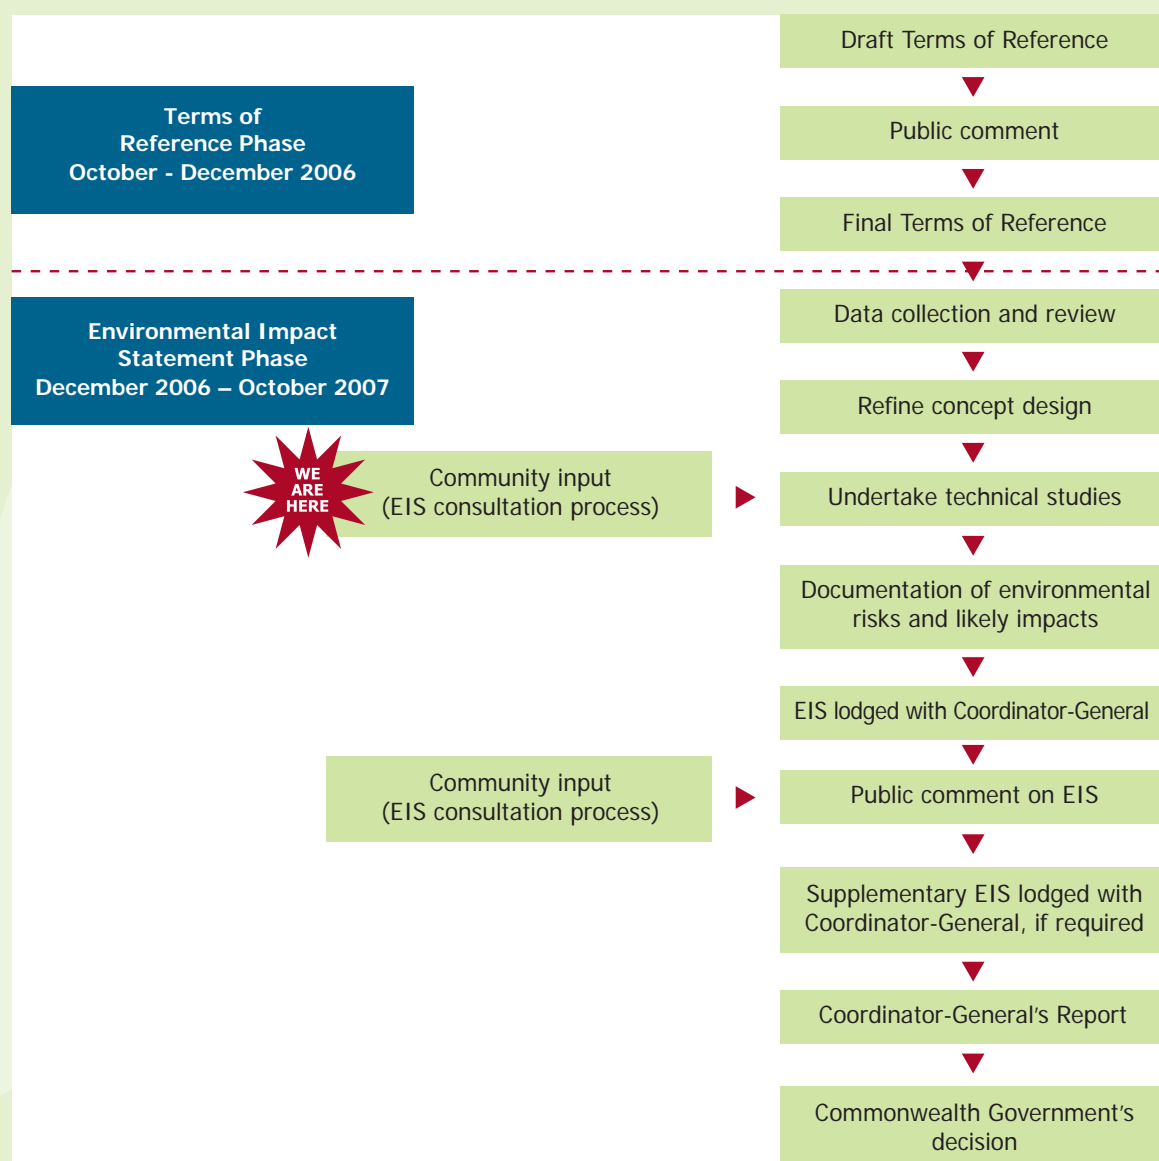 Draft Terms of Reference
Terms of
Reference Phase
October - December 2006
Public comment
Final Terms of Reference
Environmental Impact
Statement Phase
December 2006 – October 2007
Data collection and review
Refine concept design
WE
ARE
HERE
Community input
(EIS consultation process)
Undertake technical studies
Documentation of environmental
risks and likely impacts
EIS lodged with Coordinator-General
Community input
(EIS consultation process)
Public comment on EIS
Supplementary EIS lodged with
Coordinator-General, if required
Coordinator-General's Report
Commonwealth Government's
decision